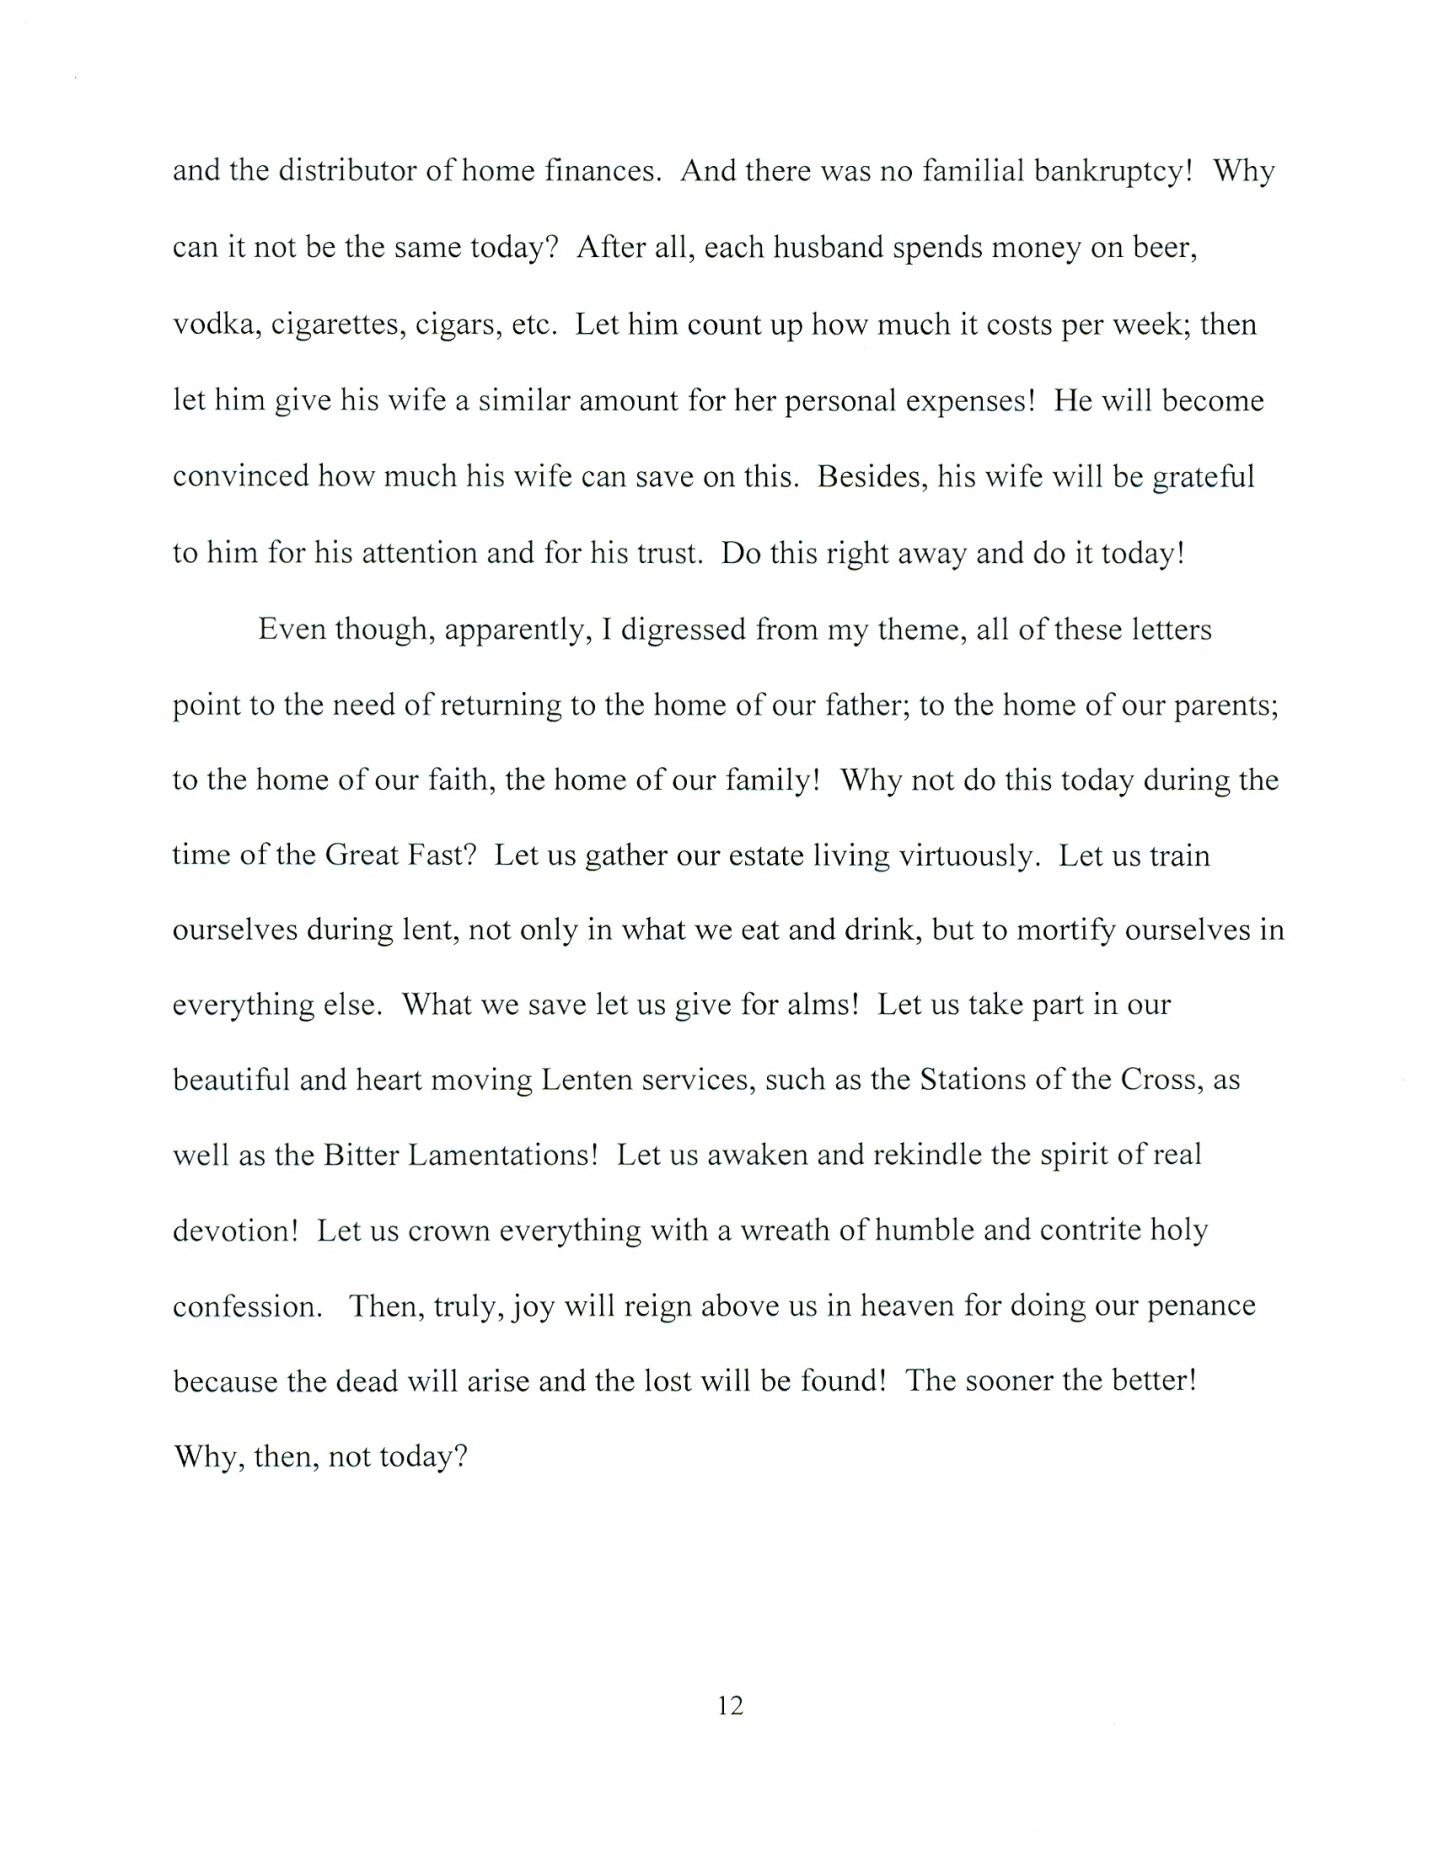 and the distributor of home finances.  And there was no familial bankruptcy!  Why
can it not be the same today?  After all, each husband spends money on beer,
vodka, cigarettes, cigars, etc.  Let him count up how much it costs per week; then
let him give his wife a similar amount for her personal expenses!  He will become
convinced how much his wife can save on this.  Besides, his wife will be grateful
to him for his attention and for his trust.  Do this right away and do it today!
Even though, apparently, I digressed from my theme, all of these letters
point to the need of returning to the home of our father; to the home of our parents;
to the home of our faith, the home of our family!  Why not do this today during the
time of the Great Fast?  Let us gather our estate living virtuously.  Let us train
ourselves during lent, not only in what we eat and drink, but to mortify ourselves in
everything else.  What we save let us give for alms!  Let us take part in our
beautiful and heart moving Lenten services, such as the Stations of the Cross, as
well as the Bitter Lamentations!  Let us awaken and rekindle the spirit of real
devotion!  Let us crown everything with a wreath of humble and contrite holy
confession.   Then, truly, joy will reign above us in heaven for doing our penance
because the dead will arise and the lost will be found!  The sooner the better!
Why, then, not today?
12